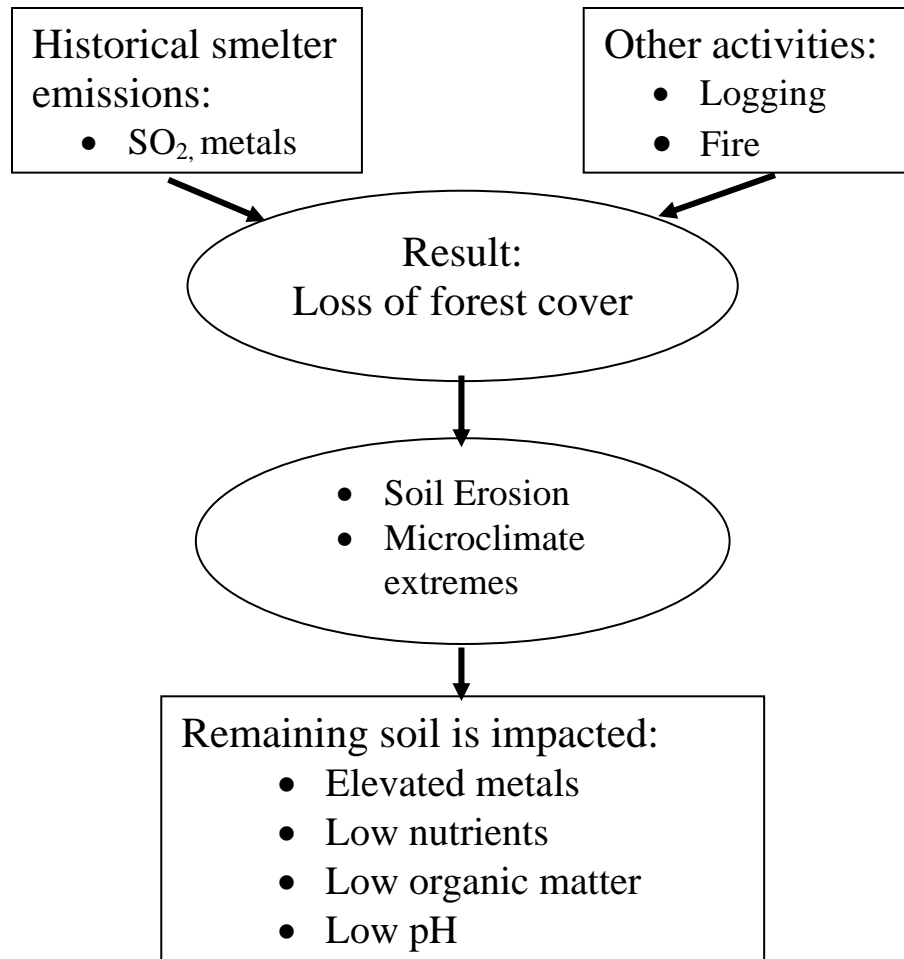 Historical smelter
emissions:
• SO₂, metals
Other activities:
• Logging
• Fire
Result:
Loss of forest cover
• Soil Erosion
• Microclimate
extremes
Remaining soil is impacted:
• Elevated metals
• Low nutrients
• Low organic matter
• Low pH